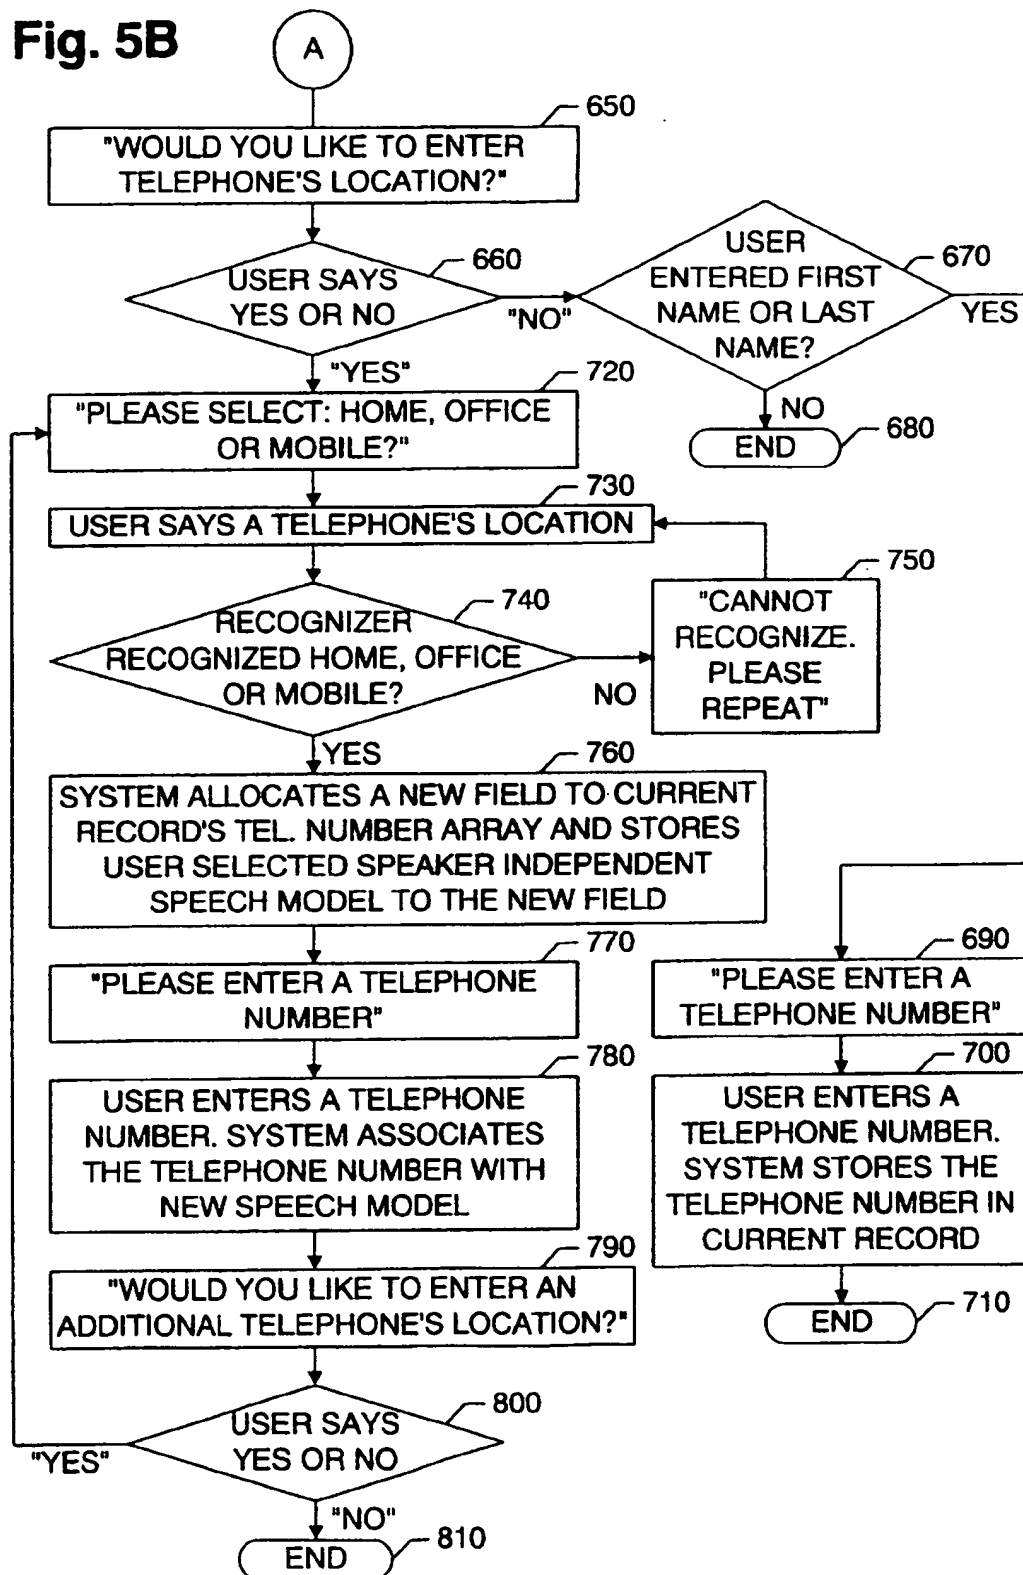 Fig. 5B
A
650
"WOULD YOU LIKE TO ENTER
TELEPHONE'S LOCATION?"
660
USER SAYS
YES OR NO
"NO"
"YES"
USER
ENTERED FIRST
NAME OR LAST
NAME?
670
YES
NO
END
680
720
"PLEASE SELECT: HOME, OFFICE
OR MOBILE?"
730
USER SAYS A TELEPHONE'S LOCATION
740
RECOGNIZER
RECOGNIZED HOME, OFFICE
OR MOBILE?
NO
750
"CANNOT
RECOGNIZE.
PLEASE
REPEAT"
YES
760
SYSTEM ALLOCATES A NEW FIELD TO CURRENT
RECORD'S TEL. NUMBER ARRAY AND STORES
USER SELECTED SPEAKER INDEPENDENT
SPEECH MODEL TO THE NEW FIELD
770
"PLEASE ENTER A TELEPHONE
NUMBER"
780
USER ENTERS A TELEPHONE
NUMBER. SYSTEM ASSOCIATES
THE TELEPHONE NUMBER WITH
NEW SPEECH MODEL
790
"WOULD YOU LIKE TO ENTER AN
ADDITIONAL TELEPHONE'S LOCATION?"
800
USER SAYS
YES OR NO
"YES"
"NO"
END
810
690
"PLEASE ENTER A
TELEPHONE NUMBER"
700
USER ENTERS A
TELEPHONE NUMBER.
SYSTEM STORES THE
TELEPHONE NUMBER IN
CURRENT RECORD
END
710